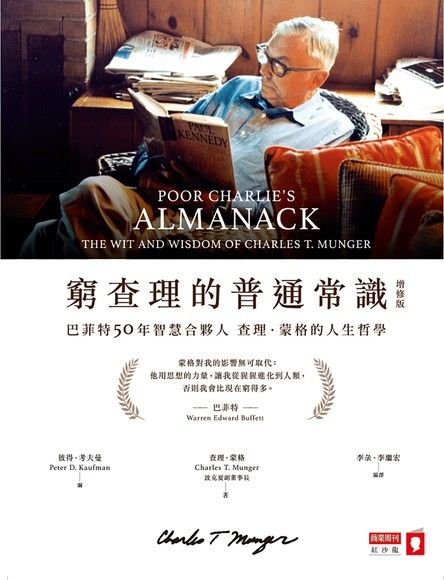 PAUL
KENNEDY
POOR CHARLIE'S
ALMANACK
THE WIT AND WISDOM OF CHARLES T. MUNGER
窮查理的普通常識 增修版
巴菲特50年智慧合夥人 查理·蒙格的人生哲學
蒙格對我的影響無可取代:
他用思想的力量,讓我從猩猩進化到人類,
否則我會比現在窮得多。
—— 巴菲特 ——
Warren Edward Buffett
彼得·考夫曼
Peter D. Kaufman
編
查理·蒙格
Charles T. Munger
波克夏副董事長
著
李彔、李繼宏
編譯
Charles T Munger
商業周刊
紅沙龍